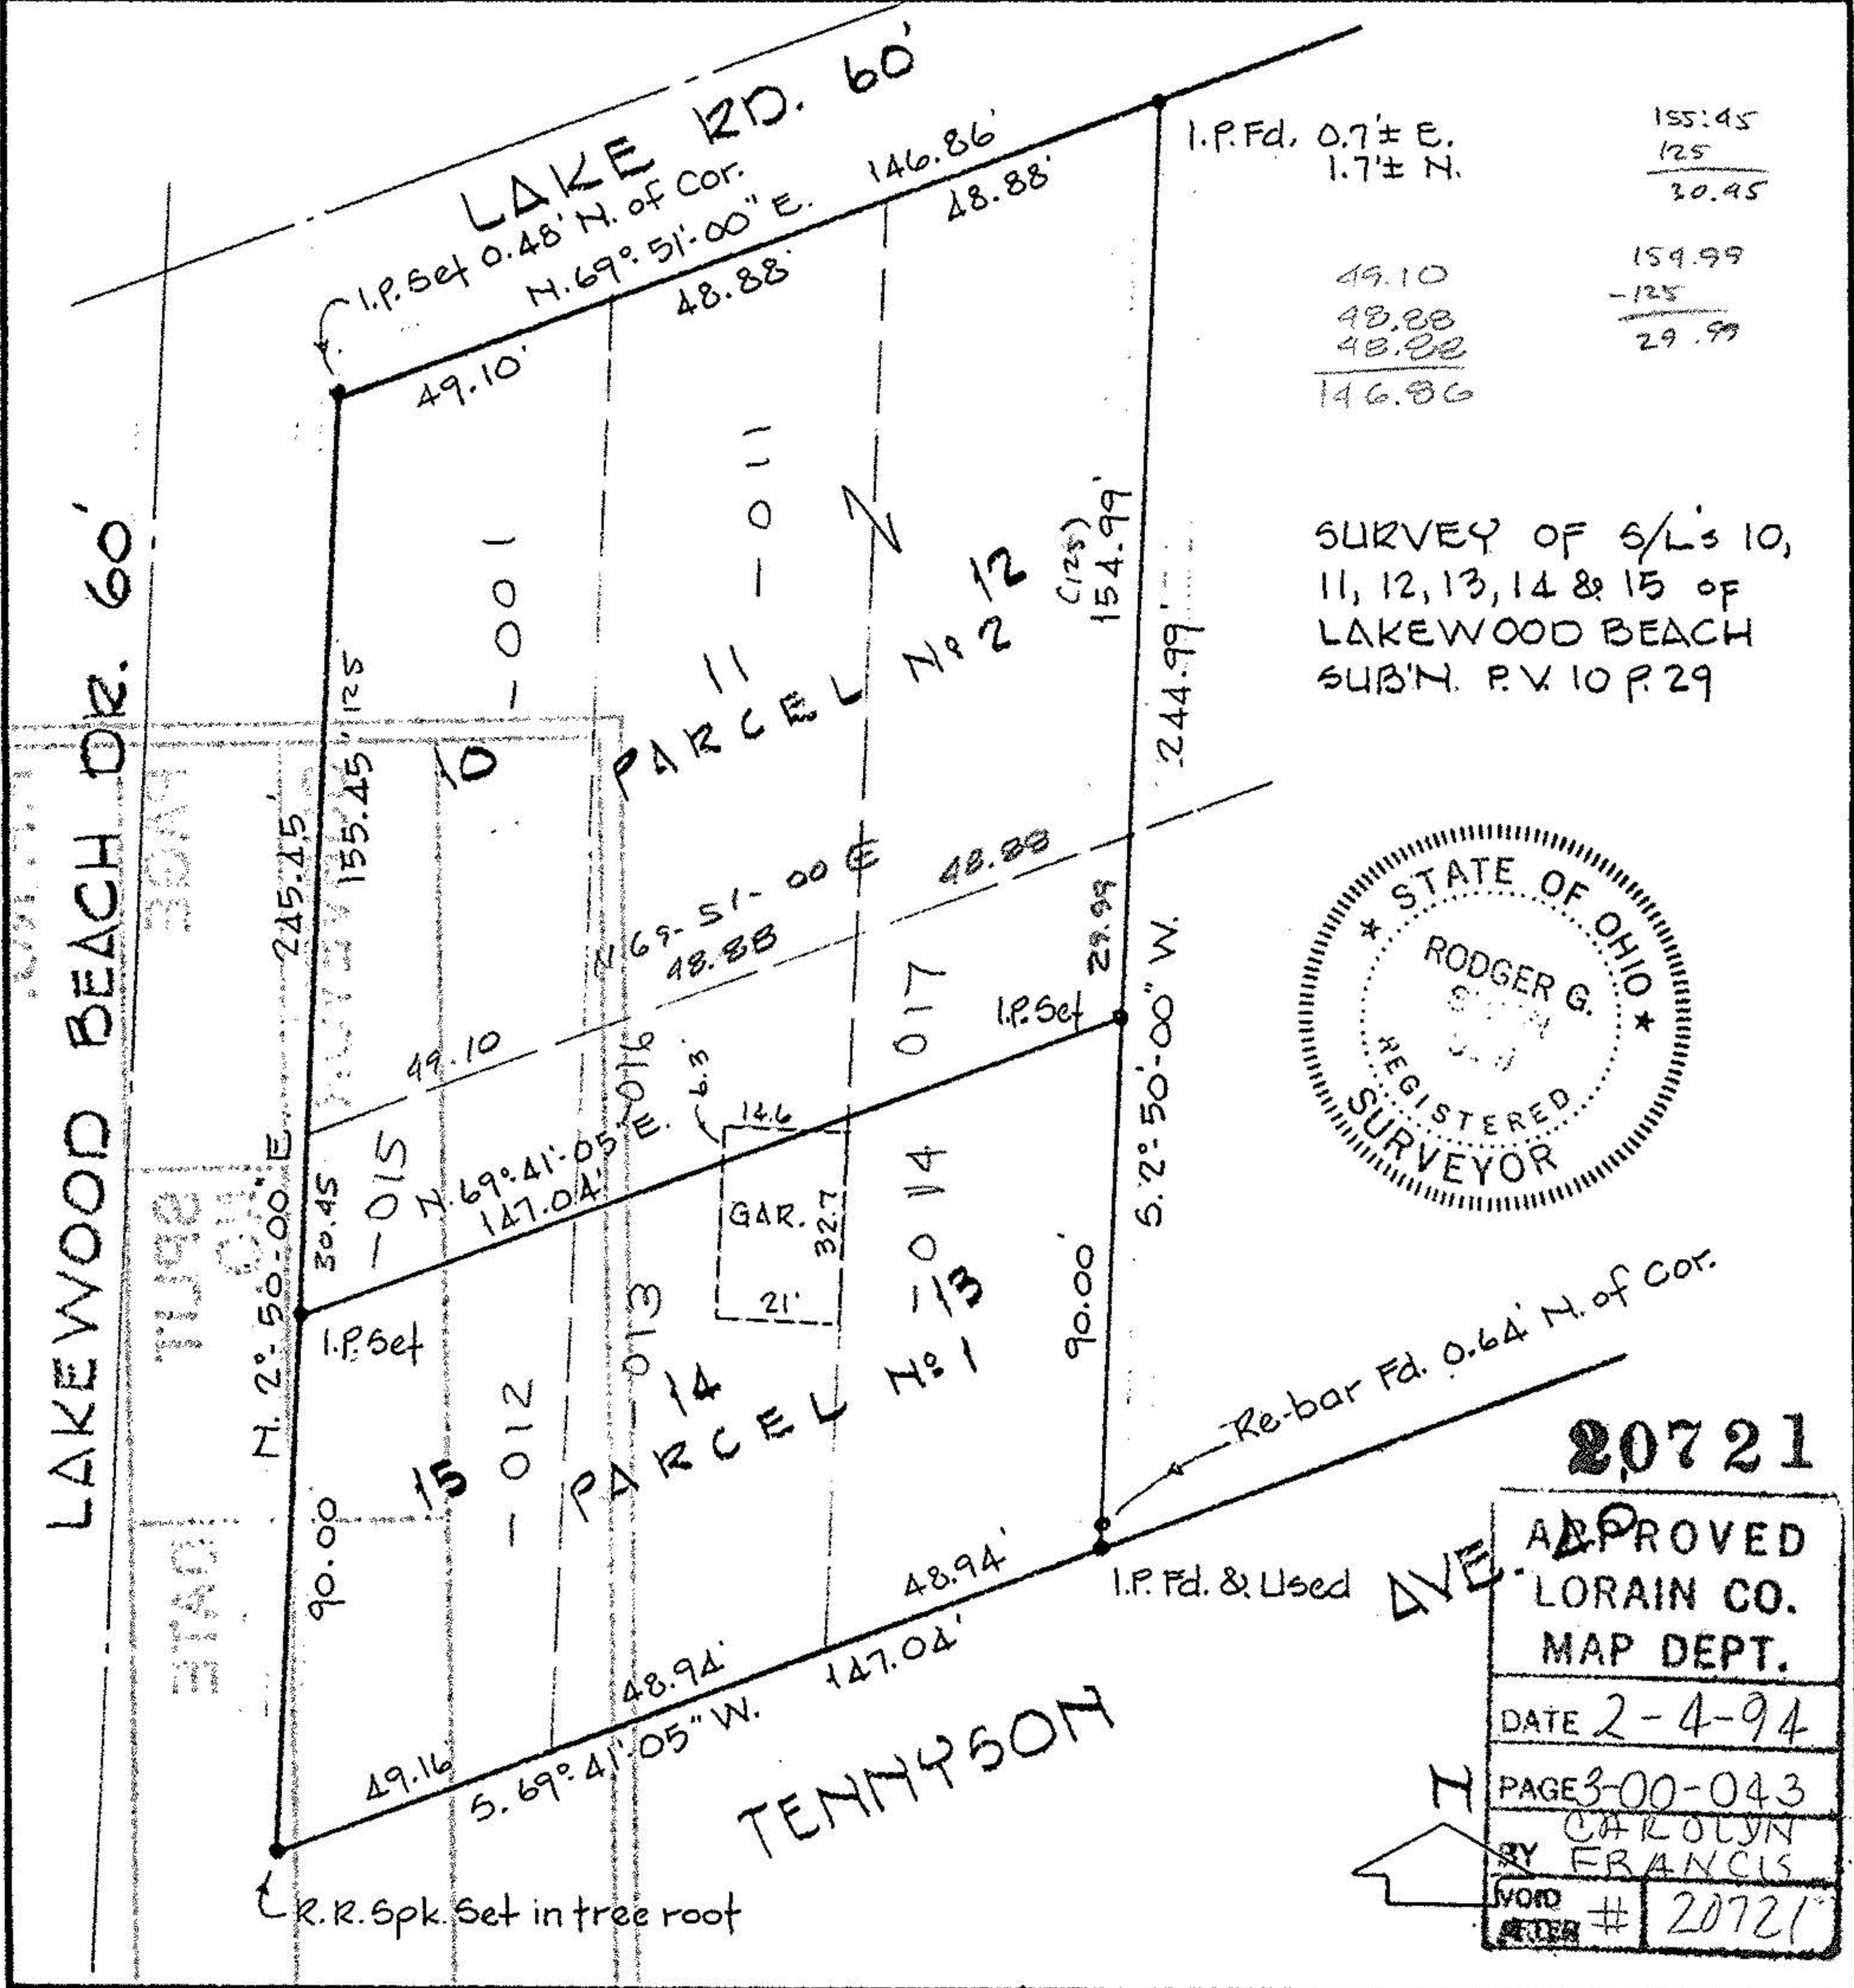 LAKE RD. 60'
I.P. Set 0.48' N. of Cor.
N. 69°-51'-00" E.
146.86'
49.10'
48.88'
48.88'
I.P. Fd. 0.7'± E.
1.7'± N.
155.45
125
30.45
49.10
48.88
48.88
146.86
154.99
-125
29.99
SURVEY OF S/L's 10,
11, 12, 13, 14 & 15 OF
LAKEWOOD BEACH
SUB'N. P.V. 10 P. 29
LAKEWOOD BEACH DR. 60'
-001
-011
10
11
12
PARCEL Nº 2
125
155.45'
245.45'
(125)
154.99'
244.99'
69-51-00 E
49.10
48.88
48.88
29.99
30.45
-015
-016
017
I.P. Set
N. 69°-41'-05" E.
147.04'
6.3'
14.6
GAR.
32.7
21'
I.P. Set
N. 2°-50'-00" E
S. 2°-50'-00" W.
90.00'
90.00
-012
-013
-014
15
14
13
PARCEL Nº 1
STATE OF OHIO
RODGER G.
REGISTERED
SURVEYOR
Re-bar Fd. 0.64' N. of Cor.
I.P. Fd. & Used
49.16'
48.94'
48.94'
S. 69°-41'-05" W.
147.04'
TENNYSON AVE.
R.R. Spk. Set in tree root
N
20721
APPROVED
LORAIN CO.
MAP DEPT.
DATE 2-4-94
PAGE 3-00-043
BY CAROLYN
FRANCIS
VOID
AFTER # 20721
PAGE
SPLIT
NO
DATE